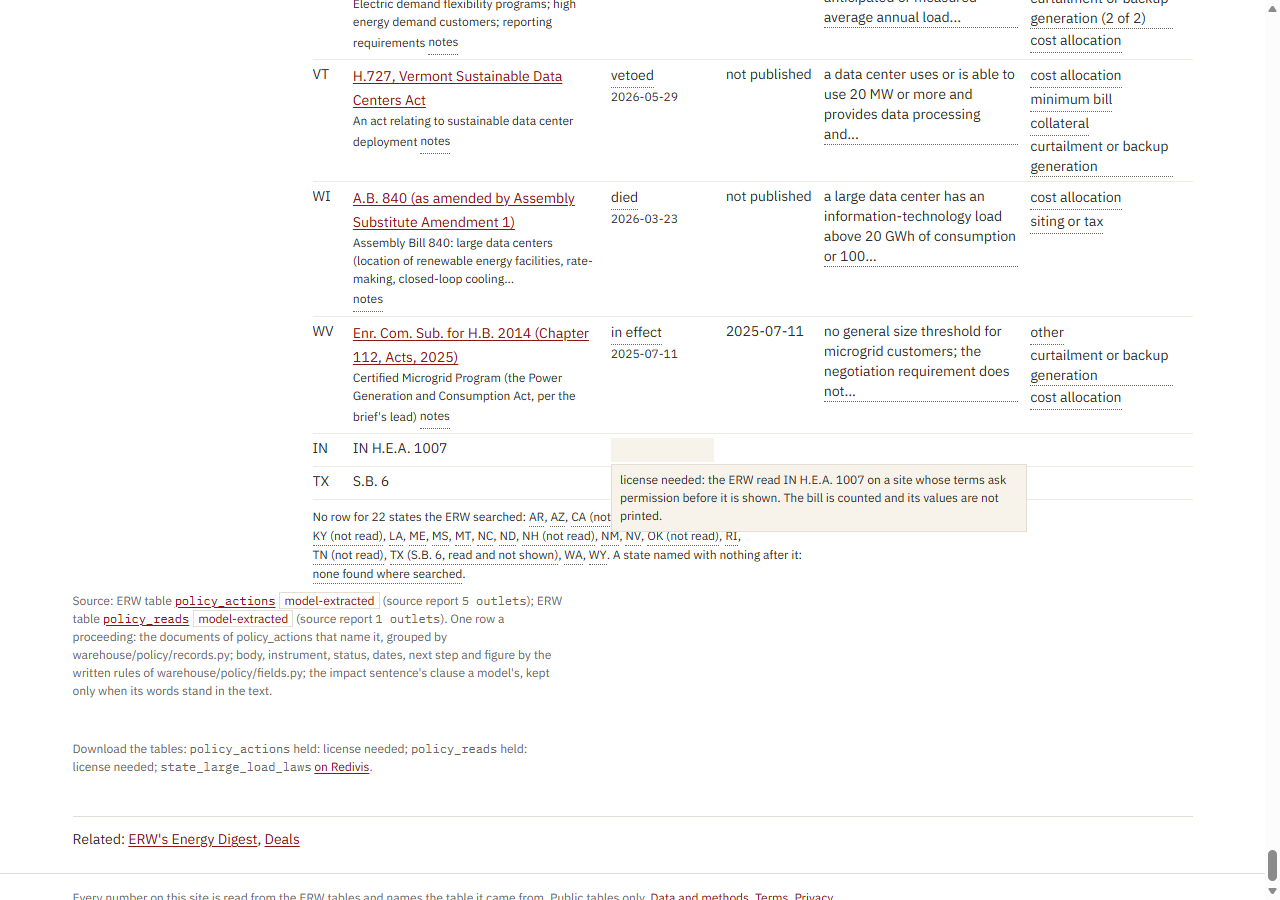 Electric demand flexibility programs; high
energy demand customers; reporting
requirements notes
anticipated or measured
average annual load...
curtailment or backup
generation (2 of 2)
cost allocation
VT
H.727, Vermont Sustainable Data
Centers Act
An act relating to sustainable data center
deployment notes
vetoed
2026-05-29
not published
a data center uses or is able to
use 20 MW or more and
provides data processing
and...
cost allocation
minimum bill
collateral
curtailment or backup
generation
WI
A.B. 840 (as amended by Assembly
Substitute Amendment 1)
Assembly Bill 840: large data centers
(location of renewable energy facilities, rate-
making, closed-loop cooling...
notes
died
2026-03-23
not published
a large data center has an
information-technology load
above 20 GWh of consumption
or 100...
cost allocation
siting or tax
WV
Enr. Com. Sub. for H.B. 2014 (Chapter
112, Acts, 2025)
Certified Microgrid Program (the Power
Generation and Consumption Act, per the
brief's lead) notes
in effect
2025-07-11
2025-07-11
no general size threshold for
microgrid customers; the
negotiation requirement does
not...
other
curtailment or backup
generation
cost allocation
IN
IN H.E.A. 1007
TX
S.B. 6
license needed: the ERW read IN H.E.A. 1007 on a site whose terms ask
permission before it is shown. The bill is counted and its values are not
printed.
No row for 22 states the ERW searched: AR, AZ, CA (not
KY (not read), LA, ME, MS, MT, NC, ND, NH (not read), NM, NV, OK (not read), RI,
TN (not read), TX (S.B. 6, read and not shown), WA, WY. A state named with nothing after it:
none found where searched.
Source: ERW table policy_actions model-extracted (source report 5 outlets); ERW
table policy_reads model-extracted (source report 1 outlets). One row a
proceeding: the documents of policy_actions that name it, grouped by
warehouse/policy/records.py; body, instrument, status, dates, next step and figure by the
written rules of warehouse/policy/fields.py; the impact sentence's clause a model's, kept
only when its words stand in the text.
Download the tables: policy_actions held: license needed; policy_reads held:
license needed; state_large_load_laws on Redivis.
Related: ERW's Energy Digest, Deals
Every number on this site is read from the ERW tables and names the table it came from. Public tables only. Data and methods. Terms. Privacy